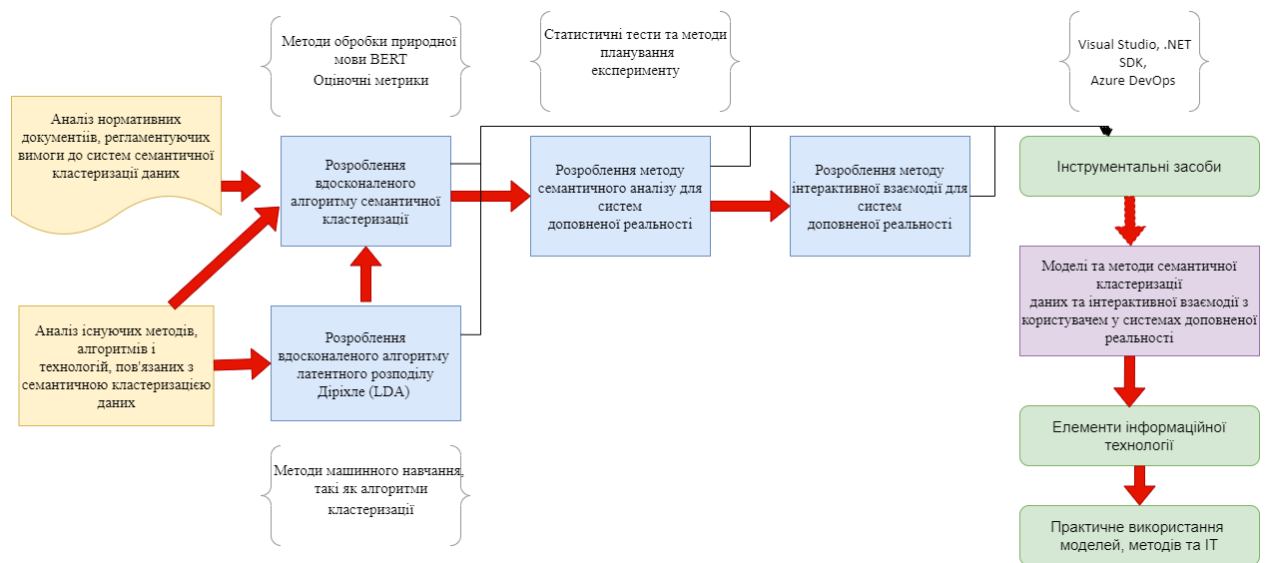 Методи обробки природної
мови BERT
Оціночні метрики
Статистичні тести та методи
планування
експерименту
Visual Studio, .NET
SDK,
Azure DevOps
Аналіз нормативних
документіів, регламентуючих
вимоги до систем семантичної
кластеризації даних
Розроблення
вдосконаленого
алгоритму семантичної
кластеризації
Розроблення методу
семантичного аналізу для
систем
доповненої реальності
Розроблення методу
інтерактивної взаємодії для
систем
доповненої реальності
Інструментальні засоби
Моделі та методи семантичної
кластеризації
даних та інтерактивної взаємодії з
користувачем у системах доповненої
реальності
Аналіз існуючих методів,
алгоритмів і
технологій, пов'язаних з
семантичною кластеризацією
даних
Розроблення
вдосконаленого алгоритму
латентного розподілу
Діріхле (LDA)
Елементи інформаційної
технології
Методи машинного навчання,
такі як алгоритми
кластеризації
Практичне використання
моделей, методів та ІТ